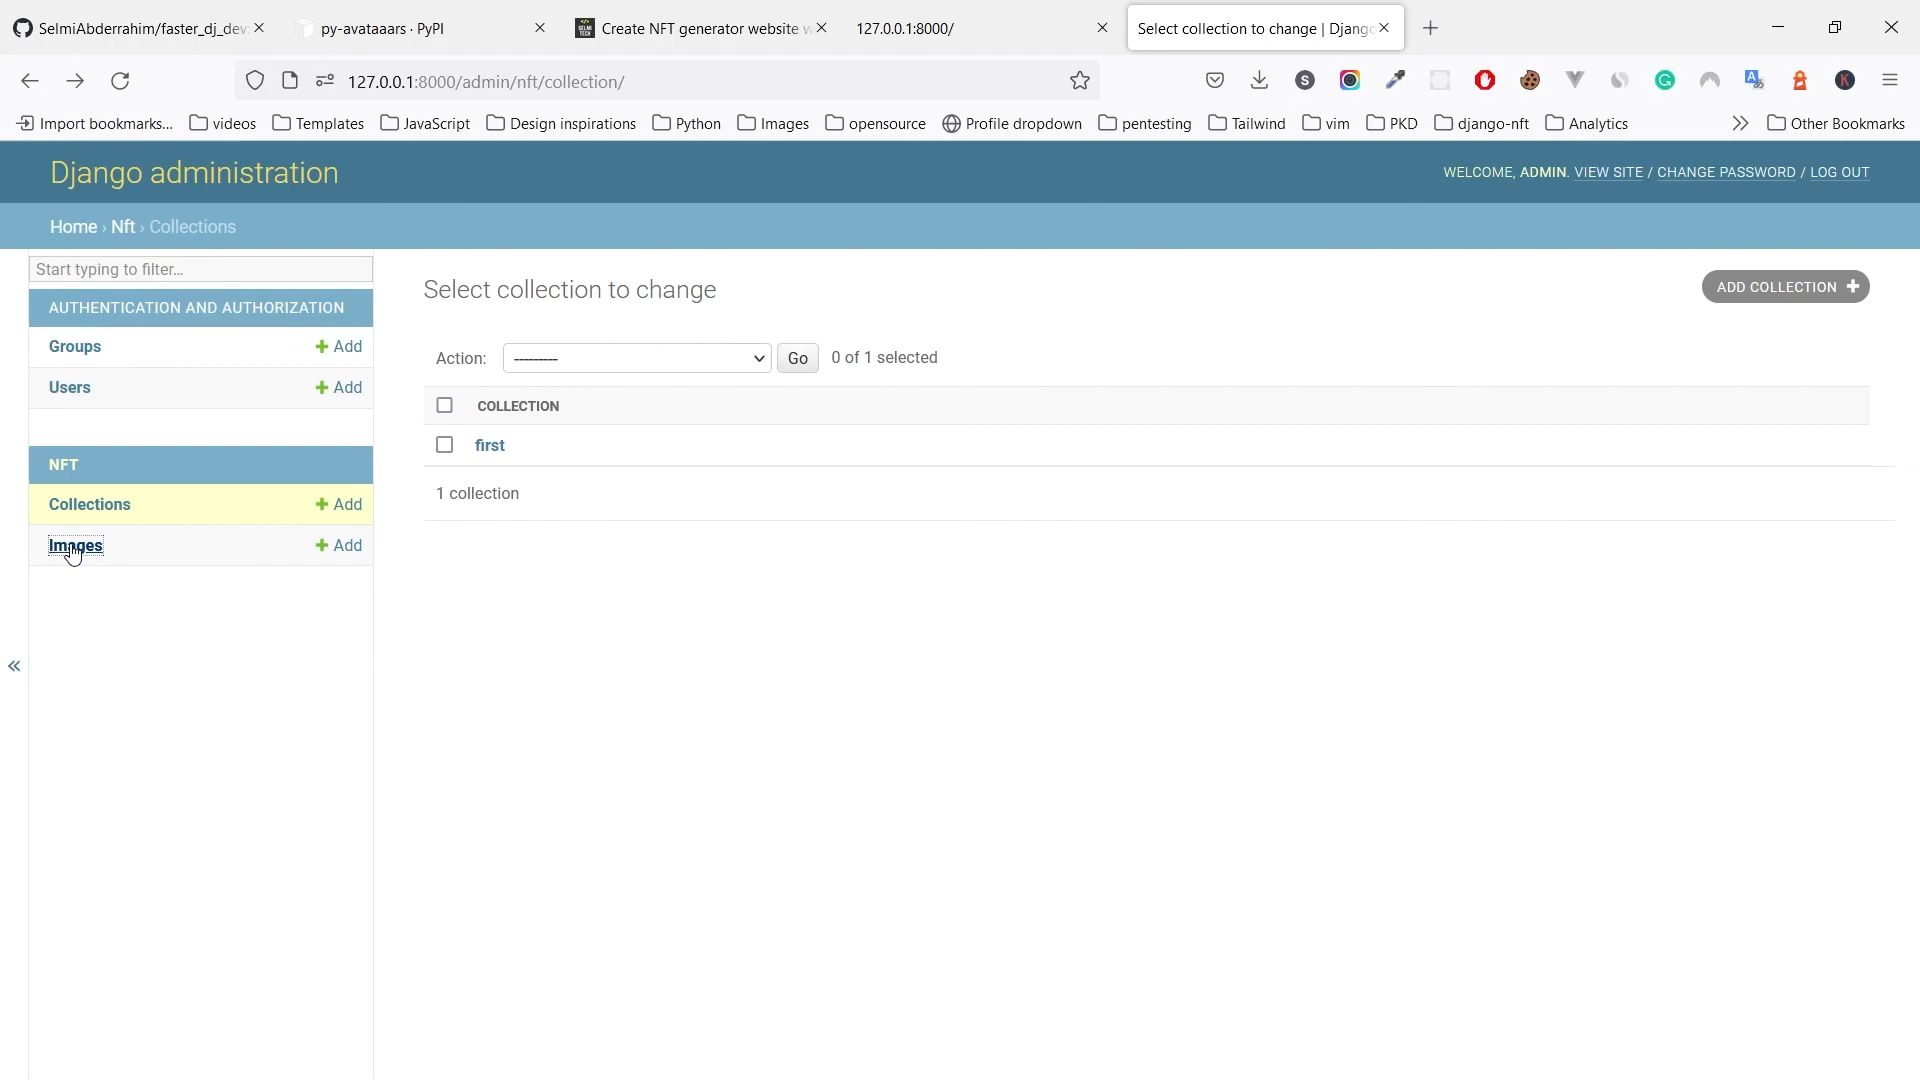 SelmiAbderrahim/faster_dj_dev
py-avataaars · PyPI
Create NFT generator website w
127.0.0.1:8000/
Select collection to change | Django
127.0.0.1:8000/admin/nft/collection/
Import bookmarks...
videos
Templates
JavaScript
Design inspirations
Python
Images
opensource
Profile dropdown
pentesting
Tailwind
vim
PKD
django-nft
Analytics
Other Bookmarks
Django administration
WELCOME, ADMIN. VIEW SITE / CHANGE PASSWORD / LOG OUT
Home › Nft › Collections
Start typing to filter...
AUTHENTICATION AND AUTHORIZATION
Groups
+ Add
Users
+ Add
NFT
Collections
+ Add
Images
+ Add
Select collection to change
ADD COLLECTION +
Action:
---------
Go
0 of 1 selected
COLLECTION
first
1 collection